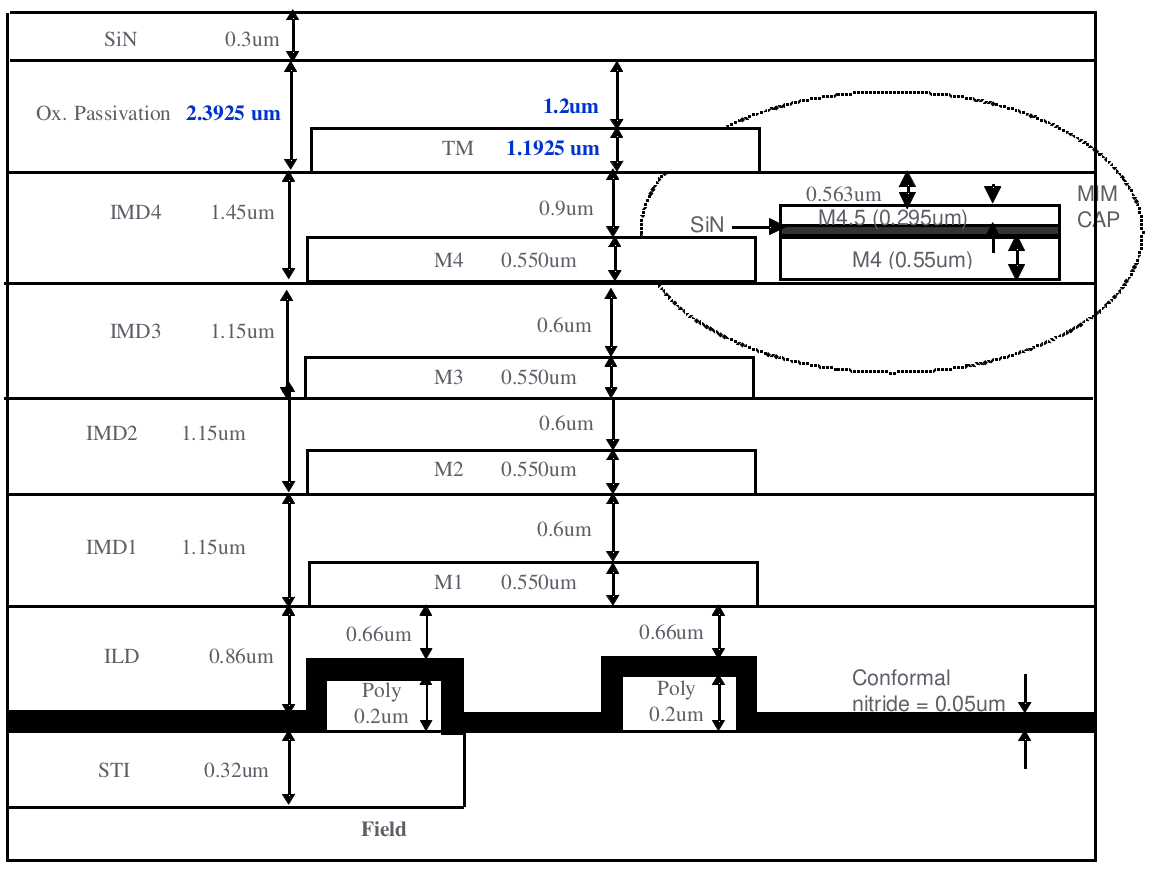 SiN 0.3um
Ox. Passivation 2.3925 um
1.2um
TM 1.1925 um
IMD4 1.45um
0.9um
M4 0.550um
0.563um
MIM
CAP
SiN
M4.5 (0.295um)
M4 (0.55um)
IMD3 1.15um
0.6um
M3 0.550um
IMD2 1.15um
0.6um
M2 0.550um
IMD1 1.15um
0.6um
M1 0.550um
ILD 0.86um
0.66um
Poly
0.2um
0.66um
Poly
0.2um
Conformal
nitride = 0.05um
STI 0.32um
Field